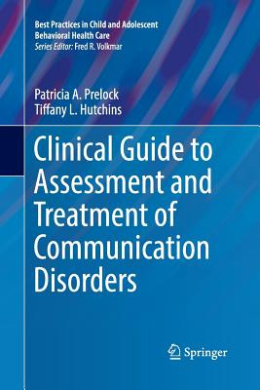 Best Practices in Child and Adolescent
Behavioral Health Care
Series Editor: Fred R. Volkmar
Patricia A. Prelock
Tiffany L. Hutchins
Clinical Guide to
Assessment and
Treatment of
Communication
Disorders
Springer